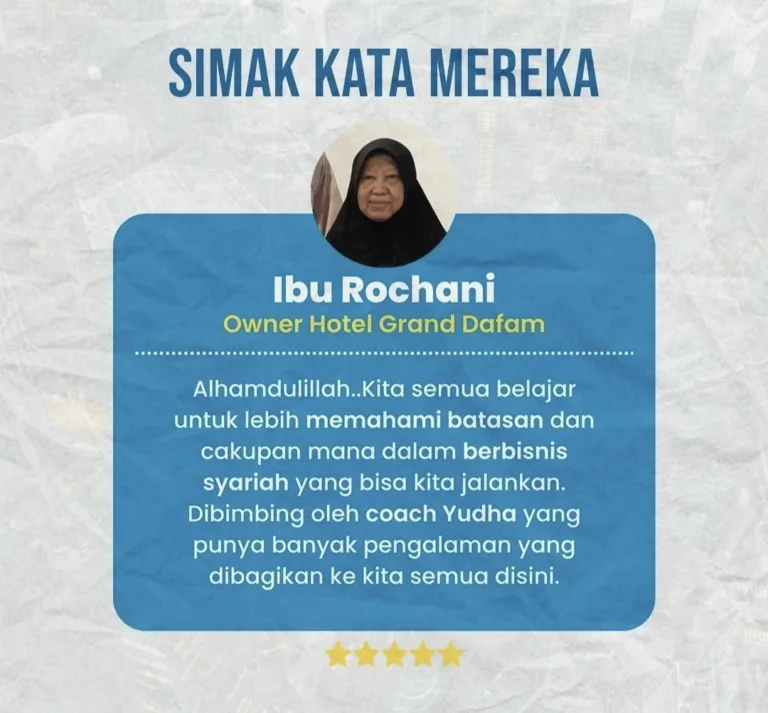 SIMAK KATA MEREKA
Ibu Rochani
Owner Hotel Grand Dafam
Alhamdulillah..Kita semua belajar
untuk lebih memahami batasan dan
cakupan mana dalam berbisnis
syariah yang bisa kita jalankan.
Dibimbing oleh coach Yudha yang
punya banyak pengalaman yang
dibagikan ke kita semua disini.